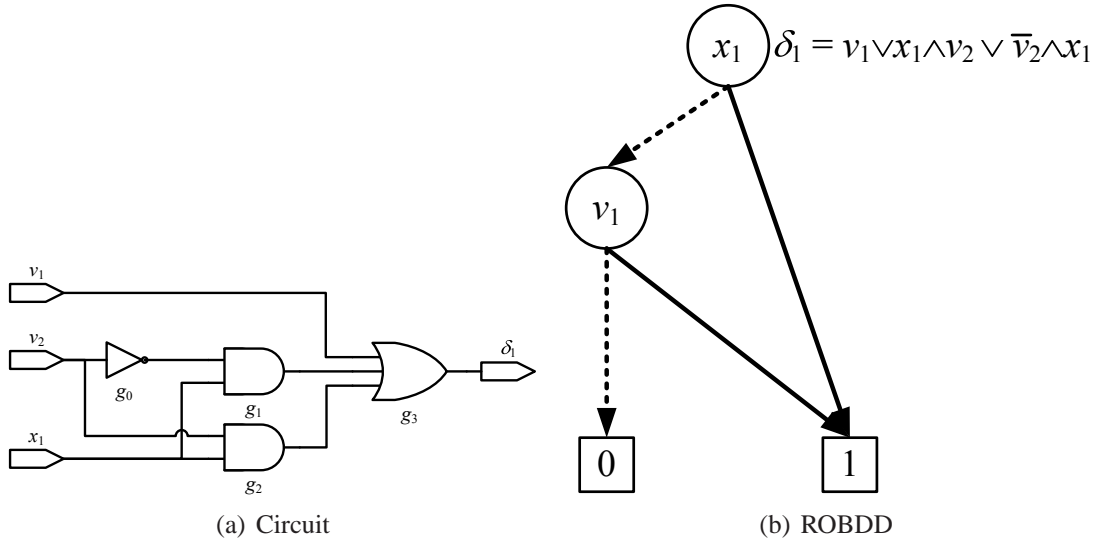 x₁ δ₁ = v₁∨x₁∧v₂ ∨ v̅₂∧x₁
v₁
v₁
v₂
δ₁
g₀
g₁
g₃
x₁
g₂
0 1
(a) Circuit
(b) ROBDD